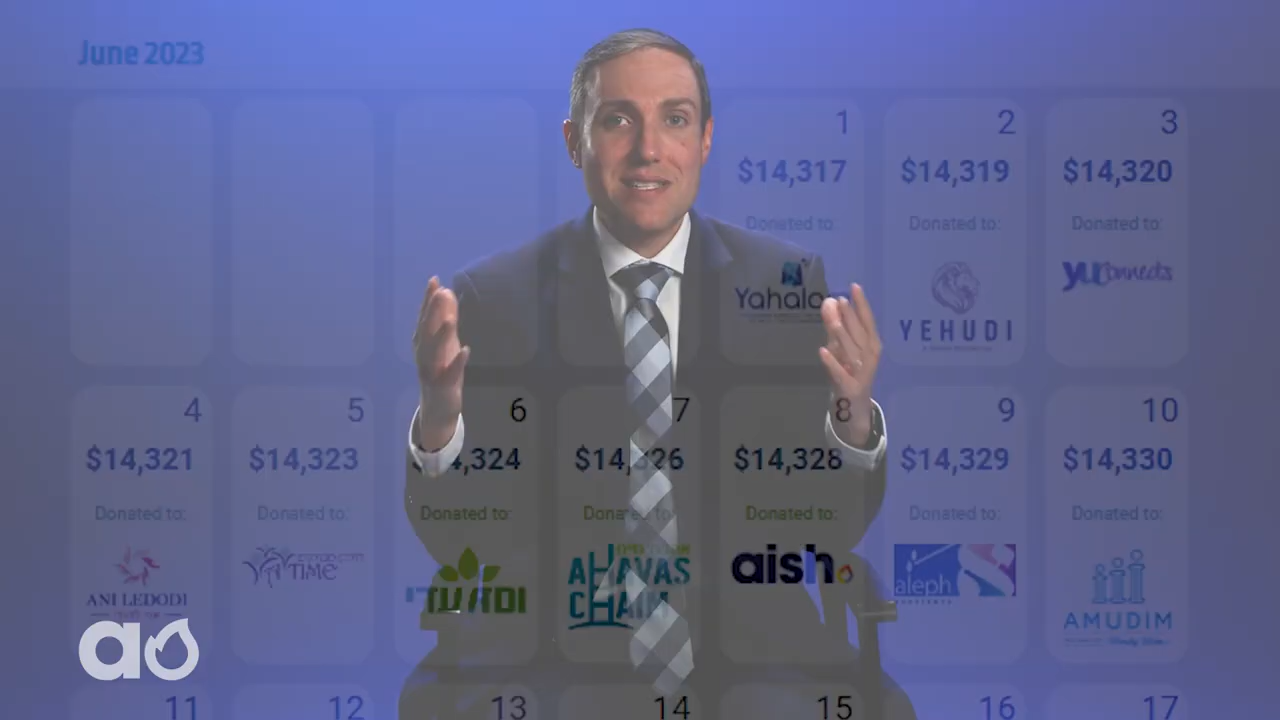 June 2023
1
2
3
$14,317
$14,319
$14,320
Donated to:
Donated to:
Donated to:
YEHUDI
yuconnects
4
5
6
7
8
9
10
$14,321
$14,323
$14,328
$14,329
$14,330
Donated to:
Donated to:
Donated to:
Donated to:
Donated to:
Donated to:
ANI LEDODI
TIME
AHAVAS
CHAIM
aish
aleph
AMUDIM
ao
11
12
13
14
15
16
17